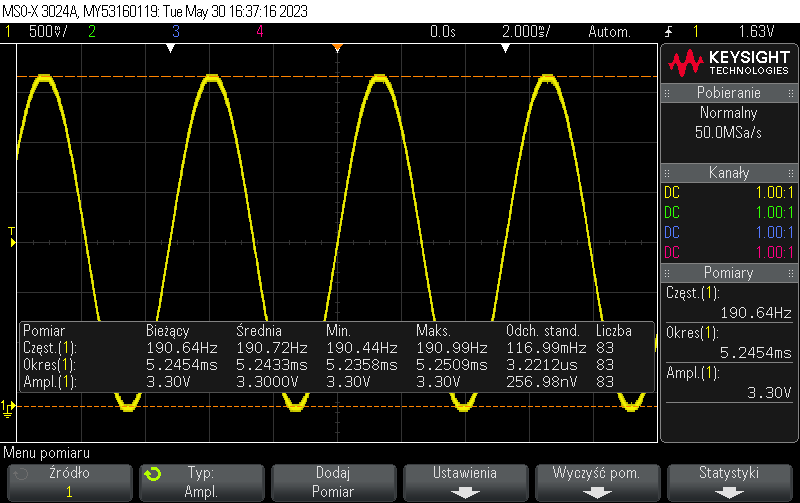 MSO-X 3024A, MY53160119: Tue May 30 16:37:16 2023
1 500㎷/ 2 3 4 0.0s 2.000㎳/ Autom. 1 1.63V
KEYSIGHT
TECHNOLOGIES
Pobieranie
Normalny
50.0MSa/s
Kanały
DC 1.00:1
DC 1.00:1
DC 1.00:1
DC 1.00:1
Pomiary
Częst.(1):
190.64Hz
Okres(1):
5.2454ms
Ampl.(1):
3.30V
T
1
Pomiar Bieżący Średnia Min. Maks. Odch. stand. Liczba
Częst.(1): 190.64Hz 190.72Hz 190.44Hz 190.99Hz 116.99mHz 83
Okres(1): 5.2454ms 5.2433ms 5.2358ms 5.2509ms 3.2212us 83
Ampl.(1): 3.30V 3.3000V 3.30V 3.30V 256.98nV 83
Menu pomiaru
Źródło
1
Typ:
Ampl.
Dodaj
Pomiar
Ustawienia
Wyczyść pom.
Statystyki